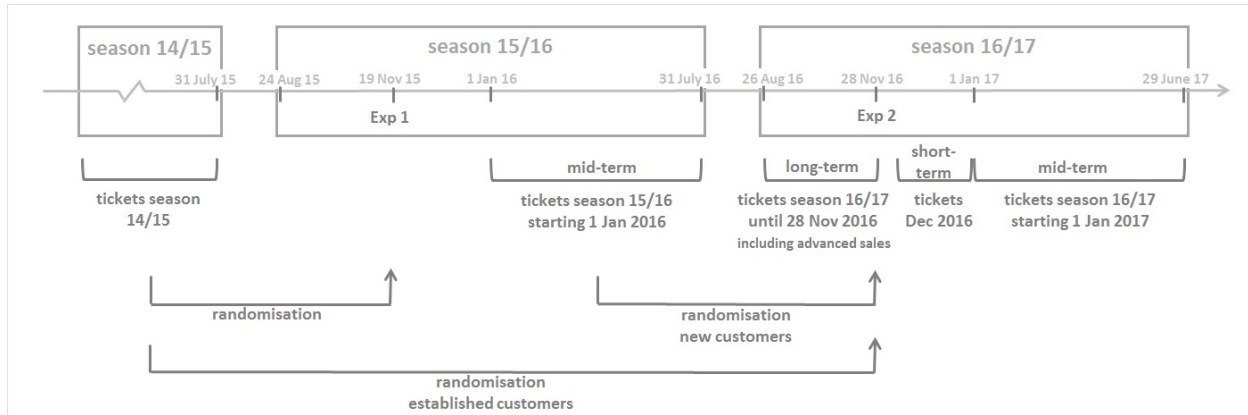 season 14/15
season 15/16
season 16/17
31 July 15
24 Aug 15
19 Nov 15
1 Jan 16
31 July 16
26 Aug 16
28 Nov 16
1 Jan 17
29 June 17
Exp 1
Exp 2
tickets season
14/15
mid-term
tickets season 15/16
starting 1 Jan 2016
long-term
tickets season 16/17
until 28 Nov 2016
including advanced sales
short-
term
tickets
Dec 2016
mid-term
tickets season 16/17
starting 1 Jan 2017
randomisation
randomisation
new customers
randomisation
established customers